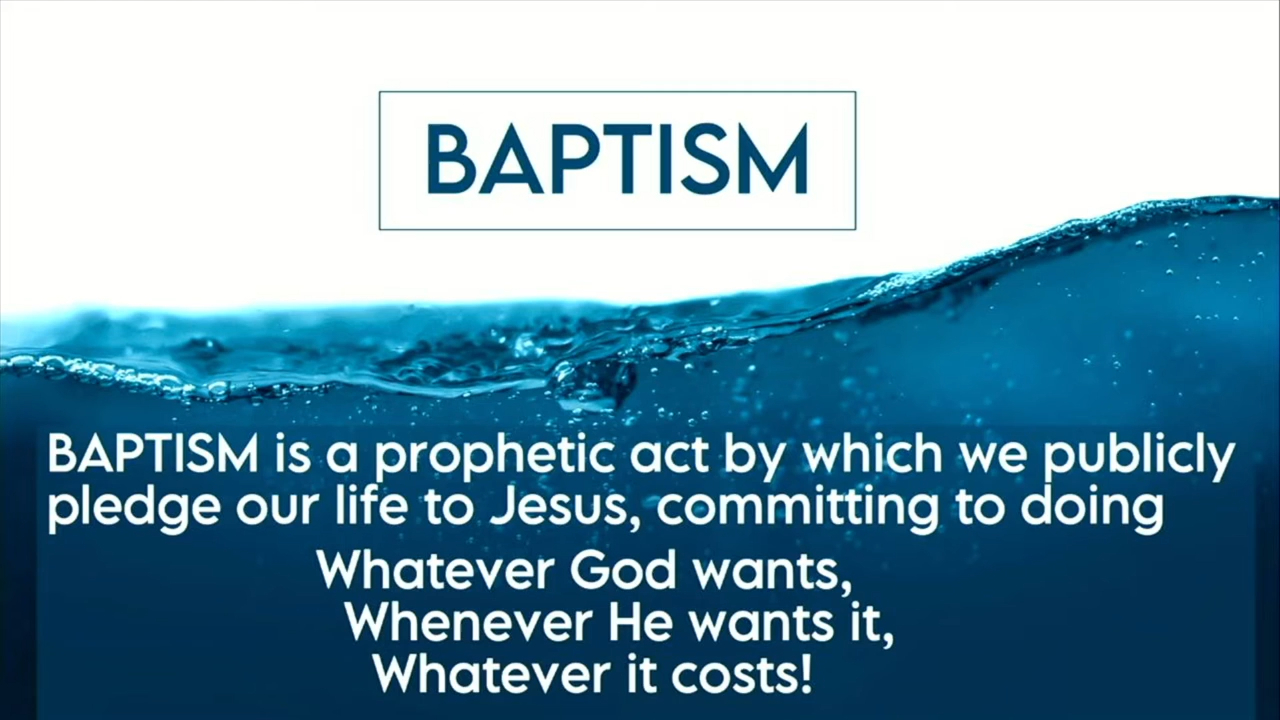 BAPTISM
BAPTISM is a prophetic act by which we publicly
pledge our life to Jesus, committing to doing
Whatever God wants,
Whenever He wants it,
Whatever it costs!